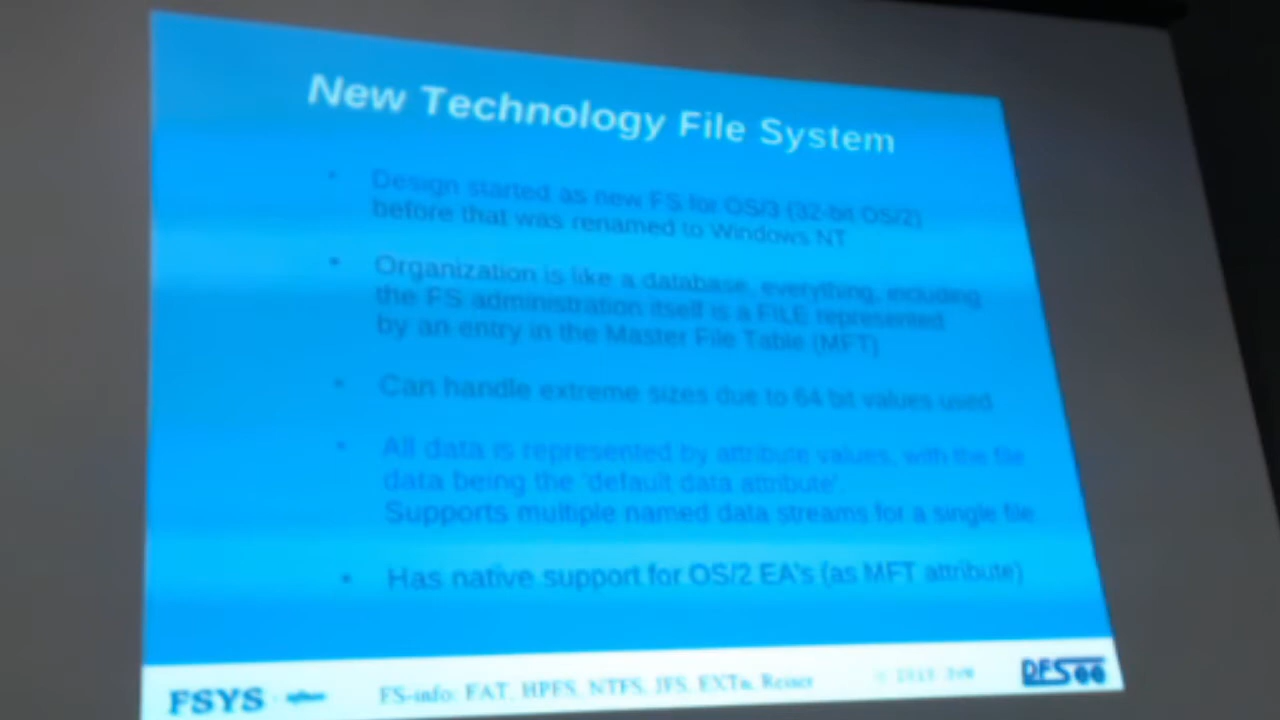 New Technology File System
• Design started as new FS for OS/3 (32-bit OS/2)
before that was renamed to Windows NT
• Organization is like a database, everything, including
the FS administration itself is a FILE represented
by an entry in the Master File Table (MFT)
• Can handle extreme sizes due to 64 bit values used
• All data is represented by attribute values, with the file
data being the 'default data attribute'.
Supports multiple named data streams for a single file
• Has native support for OS/2 EA's (as MFT attribute)
FSYS FS-info: FAT, HPFS, NTFS, JFS, EXTn, Reiser © JvW DFSee